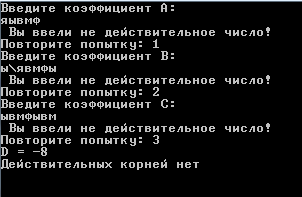 Введите коэффициент A:
яывмф
Вы ввели не действительное число!
Повторите попытку: 1
Введите коэффициент B:
ы\явмфы
Вы ввели не действительное число!
Повторите попытку: 2
Введите коэффициент C:
ывмфывм
Вы ввели не действительное число!
Повторите попытку: 3
D = -8
Действительных корней нет